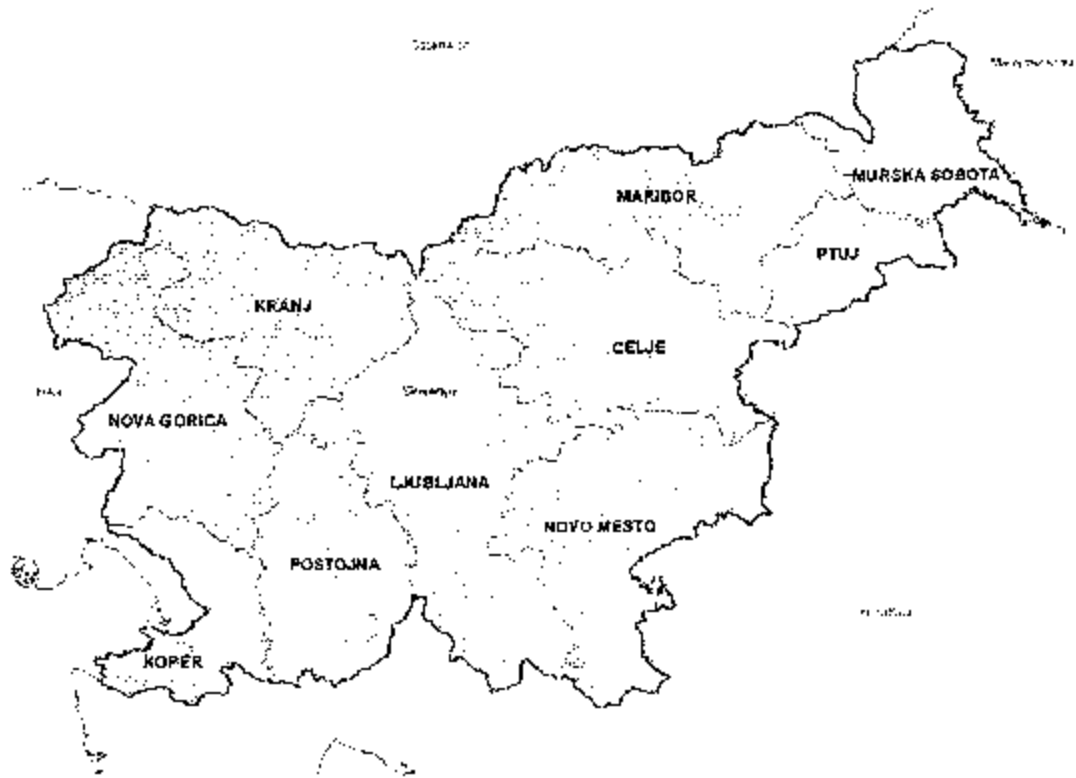 MURSKA SOBOTA
MARIBOR
PTUJ
KRANJ
CELJE
NOVA GORICA
LJUBLJANA
NOVO MESTO
POSTOJNA
KOPER